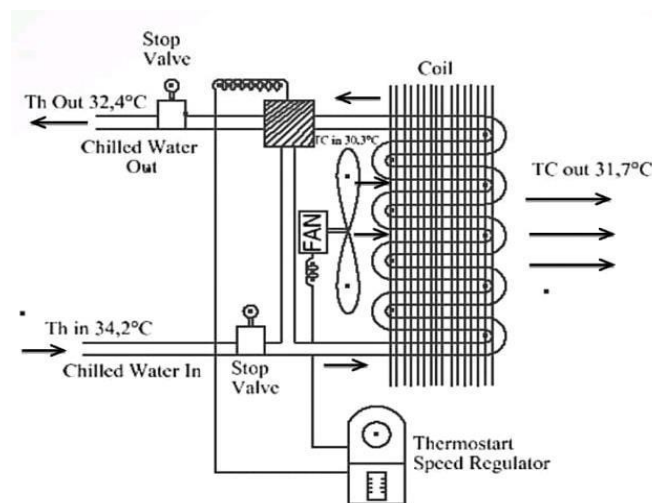 Stop
Valve
Coil
Th Out 32,4°C
TC in 30,3°C
Chilled Water
Out
TC out 31,7°C
FAN
Th in 34,2°C
Chilled Water In
Stop
Valve
Thermostart
Speed Regulator